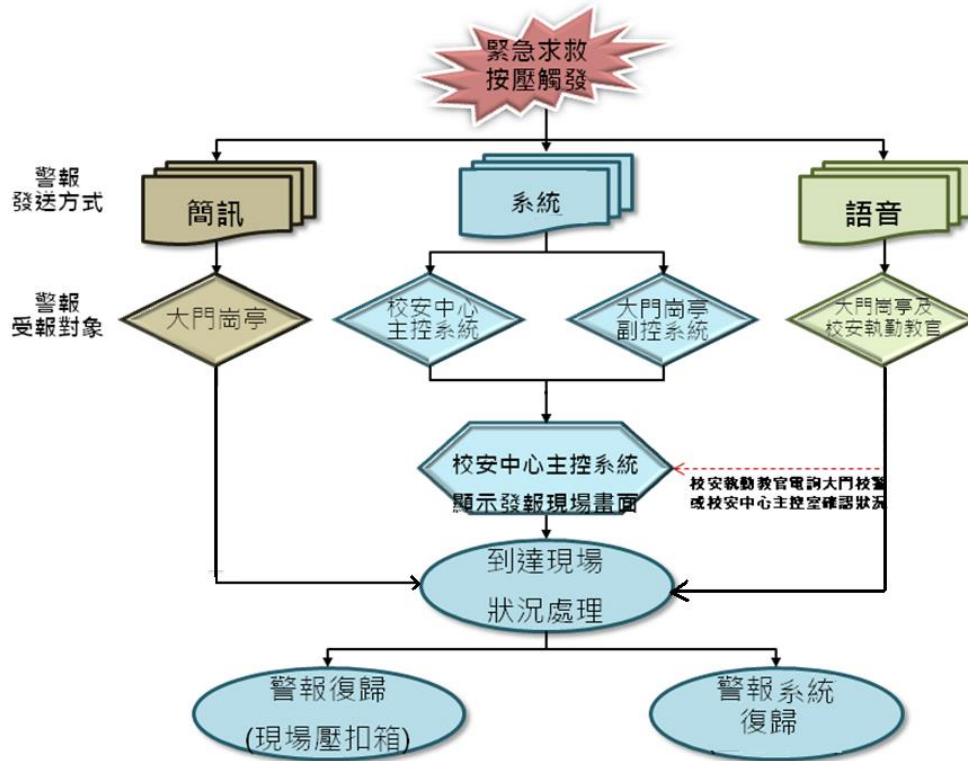 緊急求救
按壓觸發
警報
發送方式
簡訊
系統
語音
警報
受報對象
大門崗亭
校安中心
主控系統
大門崗亭
副控系統
大門崗亭及
校安執勤教官
校安中心主控系統
顯示發報現場畫面
校安執勤教官電詢大門校警
或校安中心主控室確認狀況
到達現場
狀況處理
警報復歸
(現場壓扣箱)
警報系統
復歸